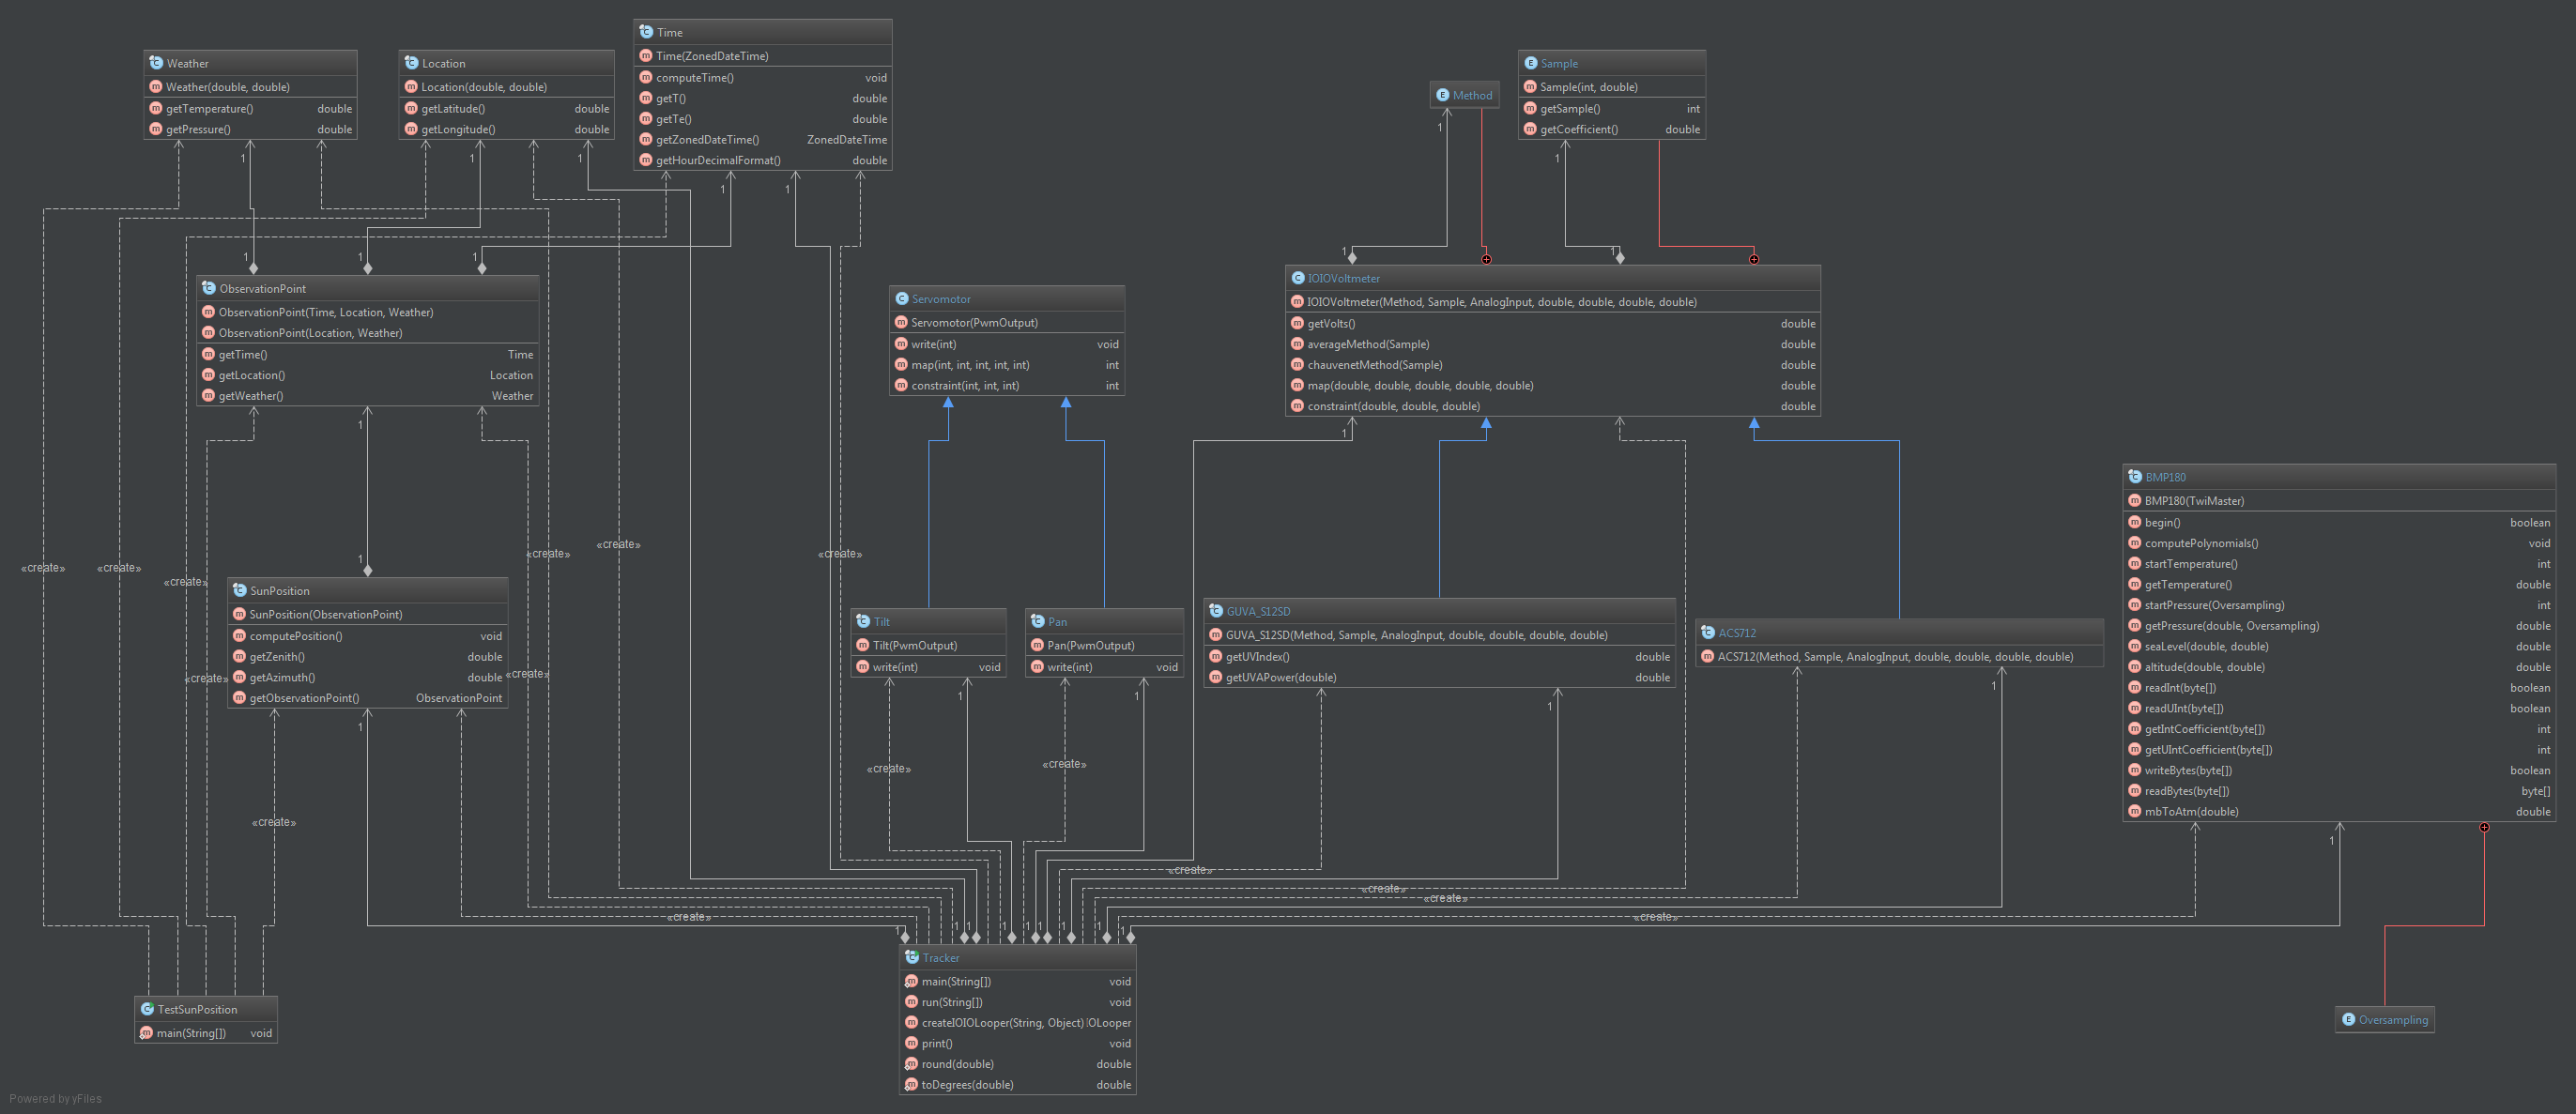 Time
Time(ZonedDateTime)
computeTime() void
getT() double
getTe() double
getZonedDateTime() ZonedDateTime
getHourDecimalFormat() double
Weather
Weather(double, double)
getTemperature() double
getPressure() double
Location
Location(double, double)
getLatitude() double
getLongitude() double
Method
Sample
Sample(int, double)
getSample() int
getCoefficient() double
1
1
1
1
1
1
1
1
1
1
1
1
ObservationPoint
ObservationPoint(Time, Location, Weather)
ObservationPoint(Location, Weather)
getTime() Time
getLocation() Location
getWeather() Weather
Servomotor
Servomotor(PwmOutput)
write(int) void
map(int, int, int, int, int) int
constraint(int, int, int) int
IOIOVoltmeter
IOIOVoltmeter(Method, Sample, AnalogInput, double, double, double, double)
getVolts() double
averageMethod(Sample) double
chauvenetMethod(Sample) double
map(double, double, double, double, double) double
constraint(double, double, double) double
1
1
BMP180
BMP180(TwiMaster)
begin() boolean
computePolynomials() void
startTemperature() int
getTemperature() double
startPressure(Oversampling) int
getPressure(double, Oversampling) double
seaLevel(double, double) double
altitude(double, double) double
readInt(byte[]) boolean
readUInt(byte[]) boolean
getIntCoefficient(byte[]) int
getUIntCoefficient(byte[]) int
writeBytes(byte[]) boolean
readBytes(byte[]) byte[]
mbToAtm(double) double
«create»
«create»
«create»
«create»
«create»
«create»
1
SunPosition
SunPosition(ObservationPoint)
computePosition() void
getZenith() double
getAzimuth() double
getObservationPoint() ObservationPoint
«create»
«create»
Tilt
Tilt(PwmOutput)
write(int) void
Pan
Pan(PwmOutput)
write(int) void
GUVA_S12SD
GUVA_S12SD(Method, Sample, AnalogInput, double, double, double, double)
getUVIndex() double
getUVAPower(double) double
ACS712
ACS712(Method, Sample, AnalogInput, double, double, double, double)
1
1
1
1
1
1
«create»
«create»
«create»
«create»
«create»
«create»
«create»
«create»
1
1
1
1
1
1
1
Tracker
main(String[]) void
run(String[]) void
createIOIOLooper(String, Object) IOLooper
print() void
round(double) double
toDegrees(double) double
TestSunPosition
main(String[]) void
Oversampling
Powered by yFiles